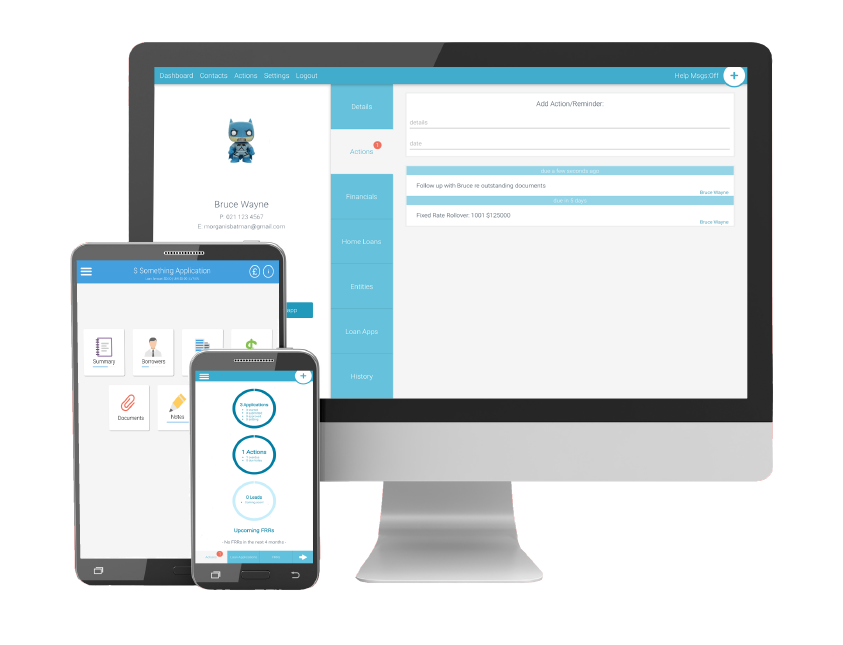 Dashboard Contacts Actions Settings Logout
Help Msgs:Off +
Bruce Wayne
P: 021 123 4567
E: morganisbatman@gmail.com
app
Details
Actions
Financials
Home Loans
Entities
Loan Apps
History
Add Action/Reminder:
details
date
due a few seconds ago
Follow up with Bruce re outstanding documents
Bruce Wayne
Due in 5 days
Fixed Rate Rollover: 1001 $125000
Bruce Wayne
S Something Application
Summary
Borrowers
Documents
Notes
+
3 Applications
1 Actions
0 Leads
Upcoming FRRs
No FRRs in the next 4 months